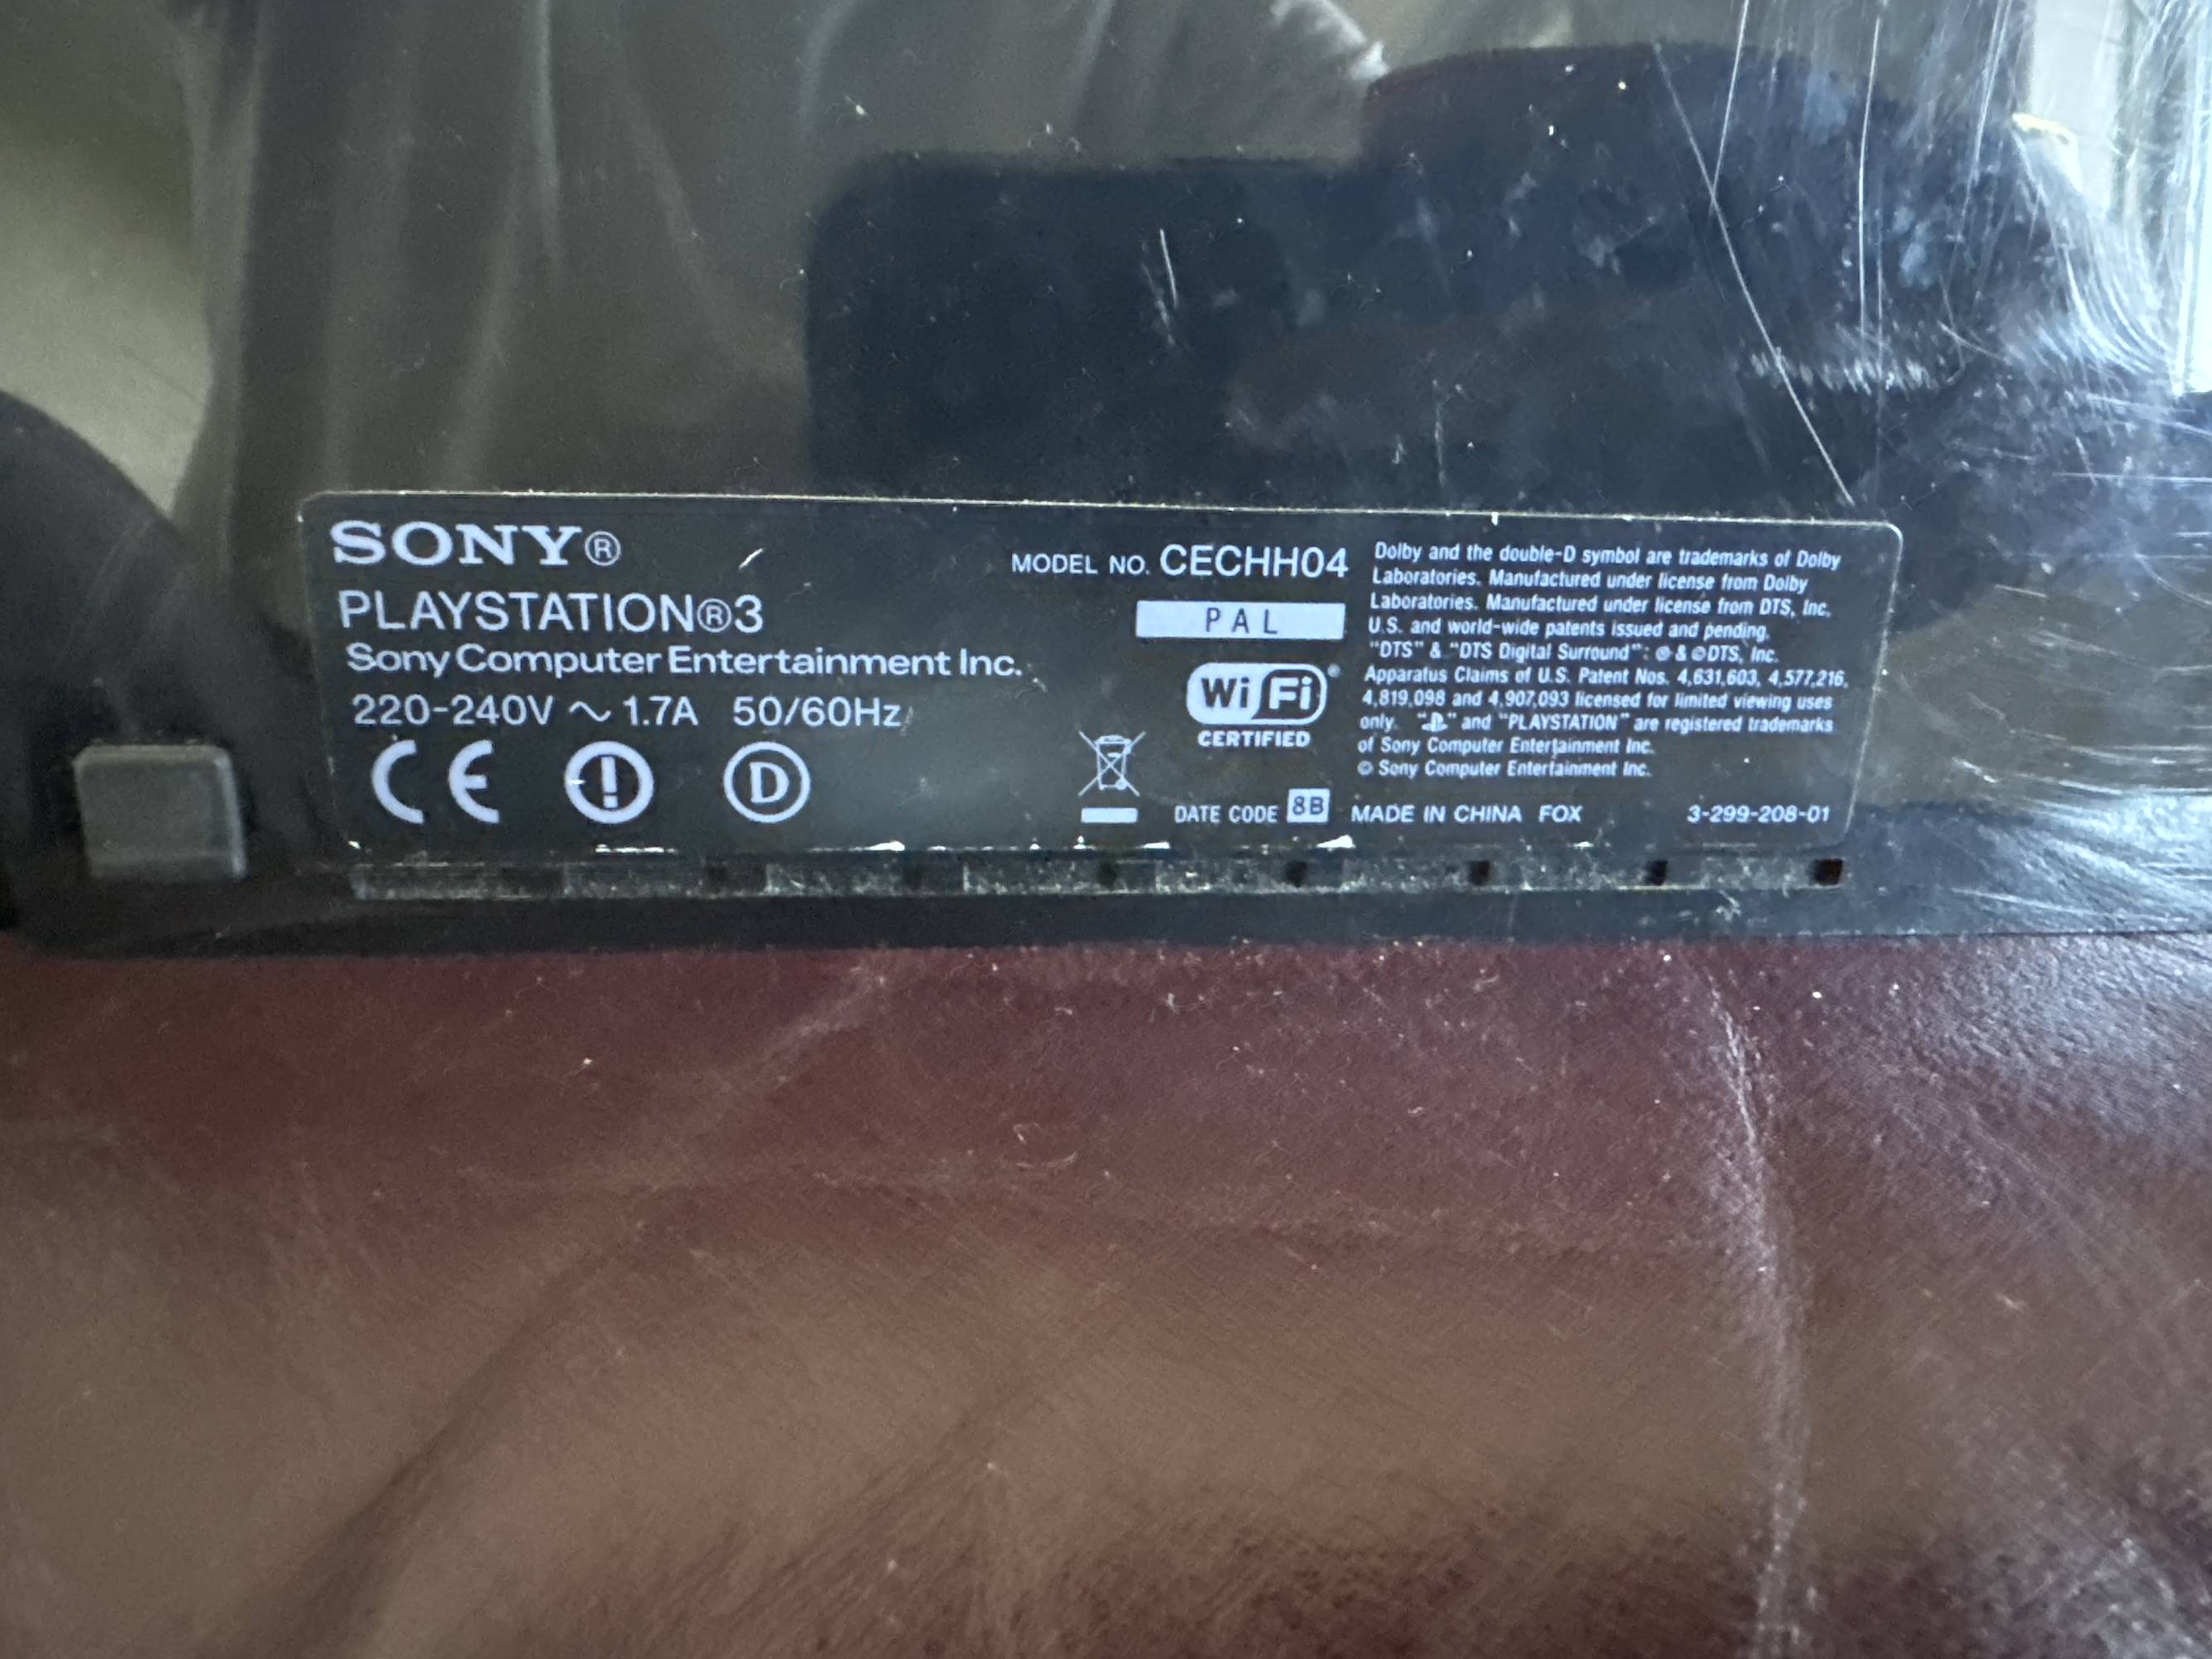 SONY®
PLAYSTATION®3
Sony Computer Entertainment Inc.
220-240V ~ 1.7A 50/60Hz
CE ! D
MODEL NO. CECHH04
PAL
Wi Fi ®
CERTIFIED
DATE CODE 8B MADE IN CHINA FOX 3-299-208-01
Dolby and the double-D symbol are trademarks of Dolby
Laboratories. Manufactured under license from Dolby
Laboratories. Manufactured under license from DTS, Inc.
U.S. and world-wide patents issued and pending.
"DTS" & "DTS Digital Surround": & DTS, Inc.
Apparatus Claims of U.S. Patent Nos. 4,631,603, 4,577,216,
4,819,098 and 4,907,093 licensed for limited viewing uses
only. " " and "PLAYSTATION" are registered trademarks
of Sony Computer Entertainment Inc.
© Sony Computer Entertainment Inc.